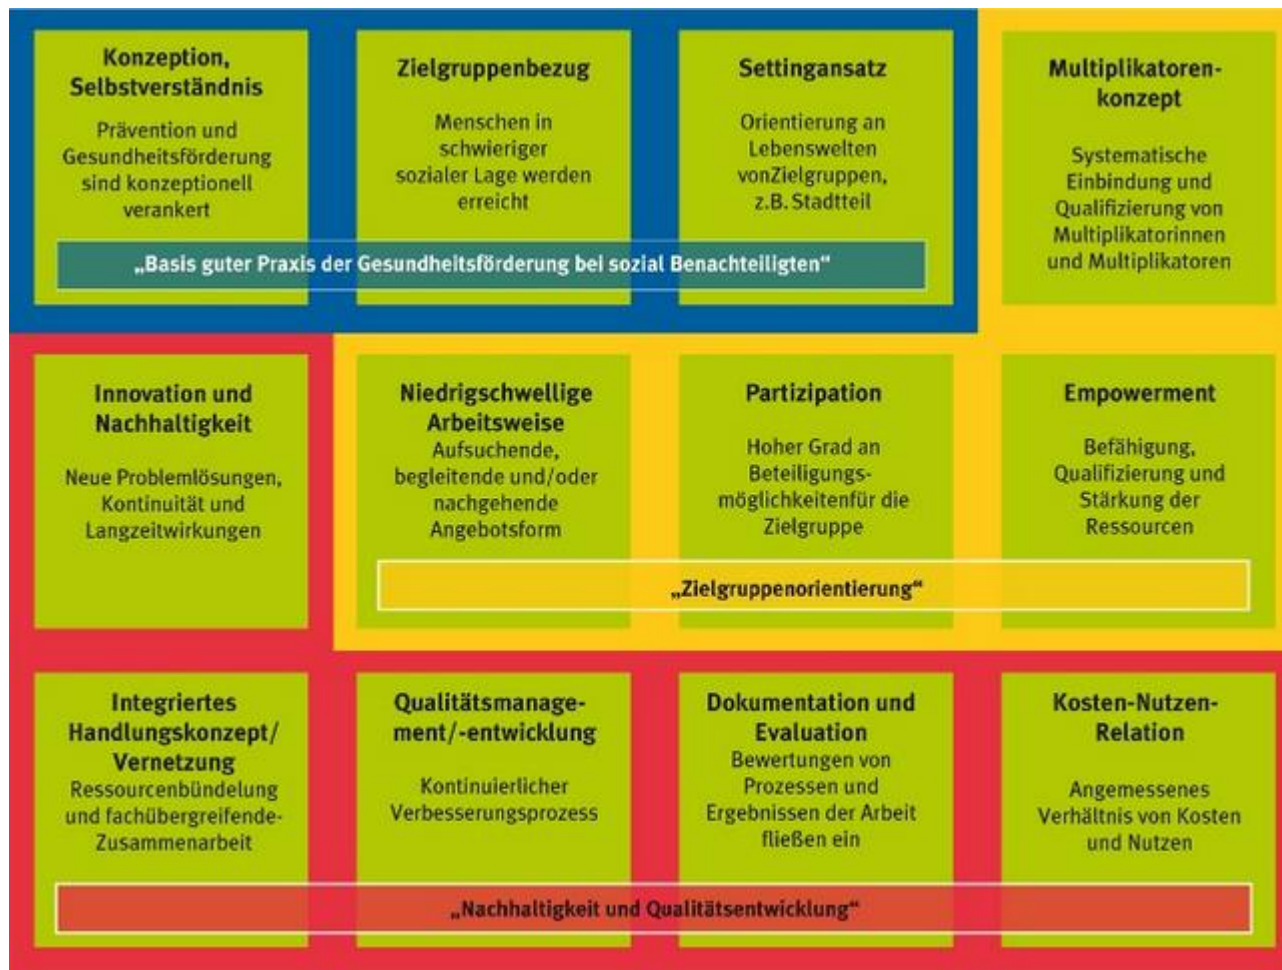 Konzeption,
Selbstverständnis
Prävention und
Gesundheitsförderung
sind konzeptionell
verankert
Zielgruppenbezug
Menschen in
schwieriger
sozialer Lage werden
erreicht
Settingansatz
Orientierung an
Lebenswelten
vonZielgruppen,
z.B. Stadtteil
„Basis guter Praxis der Gesundheitsförderung bei sozial Benachteiligten“
Multiplikatoren-
konzept
Systematische
Einbindung und
Qualifizierung von
Multiplikatorinnen
und Multiplikatoren
Innovation und
Nachhaltigkeit
Neue Problemlösungen,
Kontinuität und
Langzeitwirkungen
Niedrigschwellige
Arbeitsweise
Aufsuchende,
begleitende und/oder
nachgehende
Angebotsform
Partizipation
Hoher Grad an
Beteiligungs-
möglichkeitenfür die
Zielgruppe
Empowerment
Befähigung,
Qualifizierung und
Stärkung der
Ressourcen
„Zielgruppenorientierung“
Integriertes
Handlungskonzept/
Vernetzung
Ressourcenbündelung
und fachübergreifende-
Zusammenarbeit
Qualitätsmanage-
ment/-entwicklung
Kontinuierlicher
Verbesserungsprozess
Dokumentation und
Evaluation
Bewertungen von
Prozessen und
Ergebnissen der Arbeit
fließen ein
Kosten-Nutzen-
Relation
Angemessenes
Verhältnis von Kosten
und Nutzen
„Nachhaltigkeit und Qualitätsentwicklung“